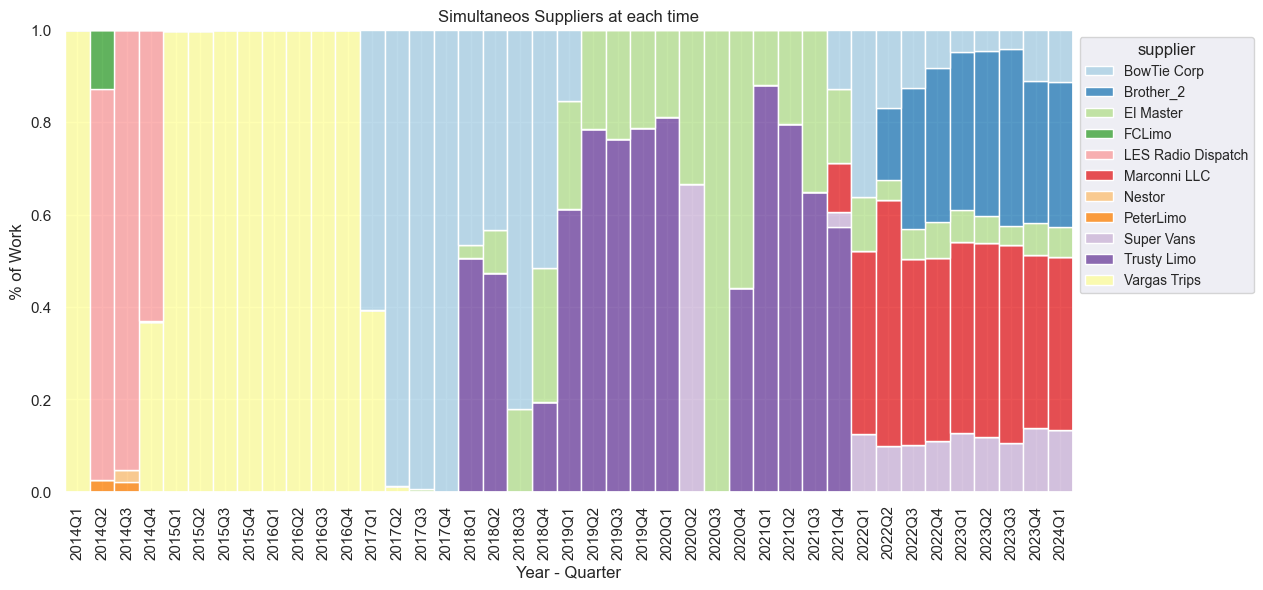 Simultaneos Suppliers at each time
% of Work
1.0
0.8
0.6
0.4
0.2
0.0
2014Q1
2014Q2
2014Q3
2014Q4
2015Q1
2015Q2
2015Q3
2015Q4
2016Q1
2016Q2
2016Q3
2016Q4
2017Q1
2017Q2
2017Q3
2017Q4
2018Q1
2018Q2
2018Q3
2018Q4
2019Q1
2019Q2
2019Q3
2019Q4
2020Q1
2020Q2
2020Q3
2020Q4
2021Q1
2021Q2
2021Q3
2021Q4
2022Q1
2022Q2
2022Q3
2022Q4
2023Q1
2023Q2
2023Q3
2023Q4
2024Q1
Year - Quarter
supplier
BowTie Corp
Brother_2
El Master
FCLimo
LES Radio Dispatch
Marconni LLC
Nestor
PeterLimo
Super Vans
Trusty Limo
Vargas Trips